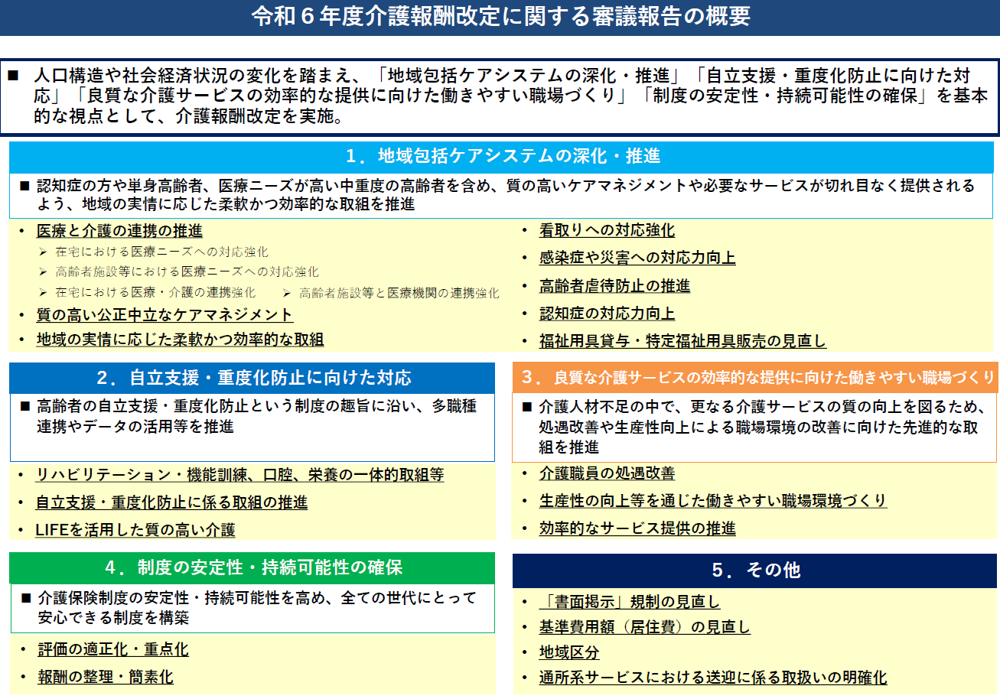 令和６年度介護報酬改定に関する審議報告の概要
■ 人口構造や社会経済状況の変化を踏まえ、「地域包括ケアシステムの深化・推進」「自立支援・重度化防止に向けた対
応」「良質な介護サービスの効率的な提供に向けた働きやすい職場づくり」「制度の安定性・持続可能性の確保」を基本
的な視点として、介護報酬改定を実施。
１．地域包括ケアシステムの深化・推進
■ 認知症の方や単身高齢者、医療ニーズが高い中重度の高齢者を含め、質の高いケアマネジメントや必要なサービスが切れ目なく提供される
よう、地域の実情に応じた柔軟かつ効率的な取組を推進
• 医療と介護の連携の推進
➢ 在宅における医療ニーズへの対応強化
➢ 高齢者施設等における医療ニーズへの対応強化
➢ 在宅における医療・介護の連携強化 ➢ 高齢者施設等と医療機関の連携強化
• 質の高い公正中立なケアマネジメント
• 地域の実情に応じた柔軟かつ効率的な取組
• 看取りへの対応強化
• 感染症や災害への対応力向上
• 高齢者虐待防止の推進
• 認知症の対応力向上
• 福祉用具貸与・特定福祉用具販売の見直し
２．自立支援・重度化防止に向けた対応
■ 高齢者の自立支援・重度化防止という制度の趣旨に沿い、多職種
連携やデータの活用等を推進
• リハビリテーション・機能訓練、口腔、栄養の一体的取組等
• 自立支援・重度化防止に係る取組の推進
• LIFEを活用した質の高い介護
３．良質な介護サービスの効率的な提供に向けた働きやすい職場づくり
■ 介護人材不足の中で、更なる介護サービスの質の向上を図るため、
処遇改善や生産性向上による職場環境の改善に向けた先進的な取
組を推進
• 介護職員の処遇改善
• 生産性の向上等を通じた働きやすい職場環境づくり
• 効率的なサービス提供の推進
４．制度の安定性・持続可能性の確保
■ 介護保険制度の安定性・持続可能性を高め、全ての世代にとって
安心できる制度を構築
• 評価の適正化・重点化
• 報酬の整理・簡素化
５．その他
• 「書面掲示」規制の見直し
• 基準費用額（居住費）の見直し
• 地域区分
• 通所系サービスにおける送迎に係る取扱いの明確化